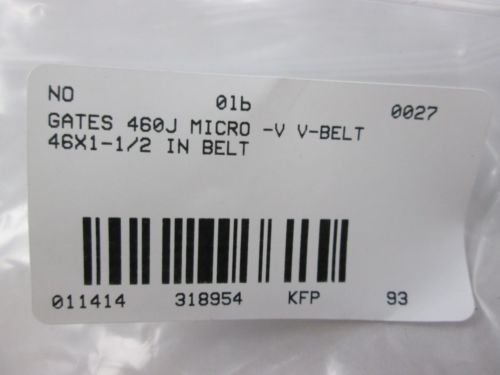 NO 01b 0027
GATES 460J MICRO -V V-BELT
46X1-1/2 IN BELT
011414 318954 KFP 93